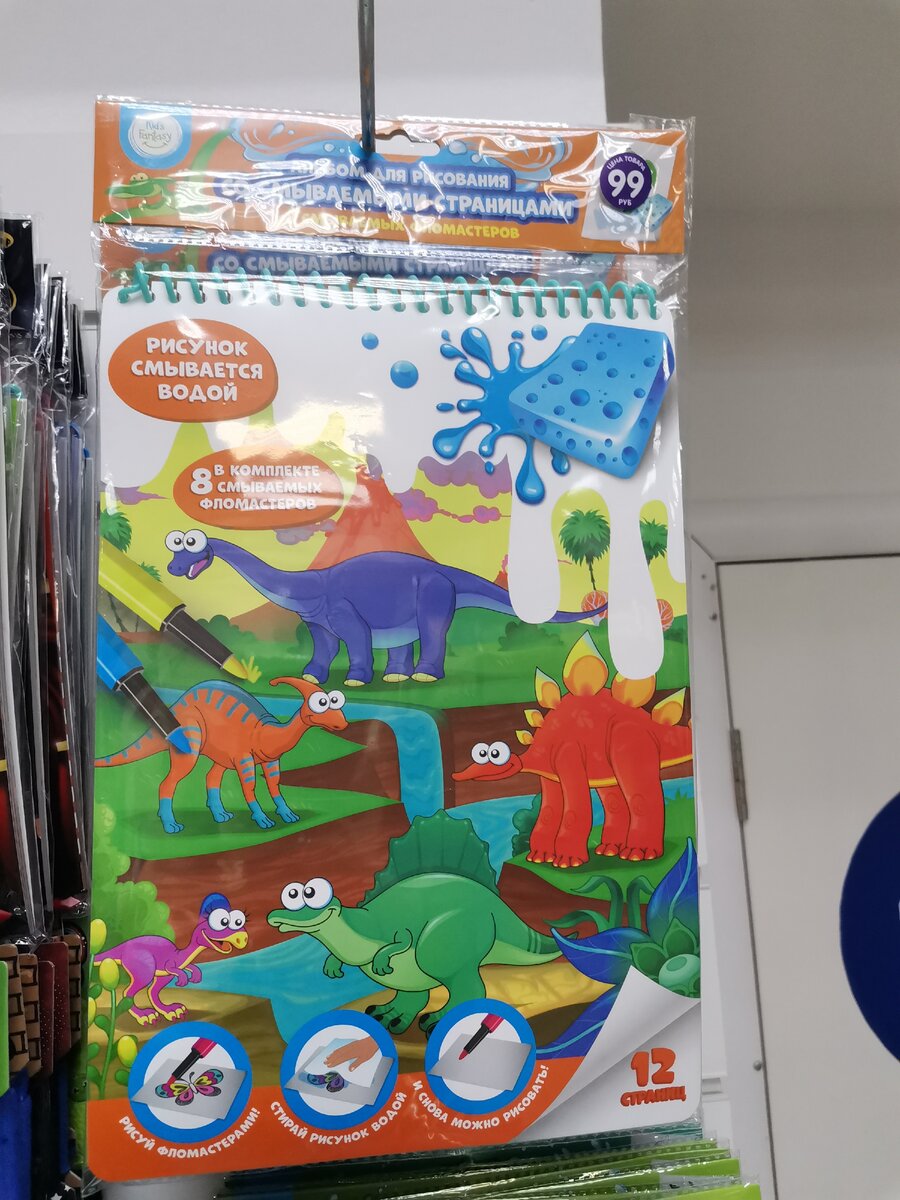 Kids
Fantasy
ЦЕНА ТОВАРА
99
РУБ
АЛЬБОМ ДЛЯ РИСОВАНИЯ
СО СМЫВАЕМЫМИ СТРАНИЦАМИ
ФЛОМАСТЕРОВ
СО СМЫВАЕМЫМИ
РИСУНОК
СМЫВАЕТСЯ
ВОДОЙ
8 В КОМПЛЕКТЕ
СМЫВАЕМЫХ
ФЛОМАСТЕРОВ
РИСУЙ ФЛОМАСТЕРАМИ!
СТИРАЙ РИСУНОК ВОДОЙ
И СНОВА МОЖНО РИСОВАТЬ!
12
СТРАНИЦ